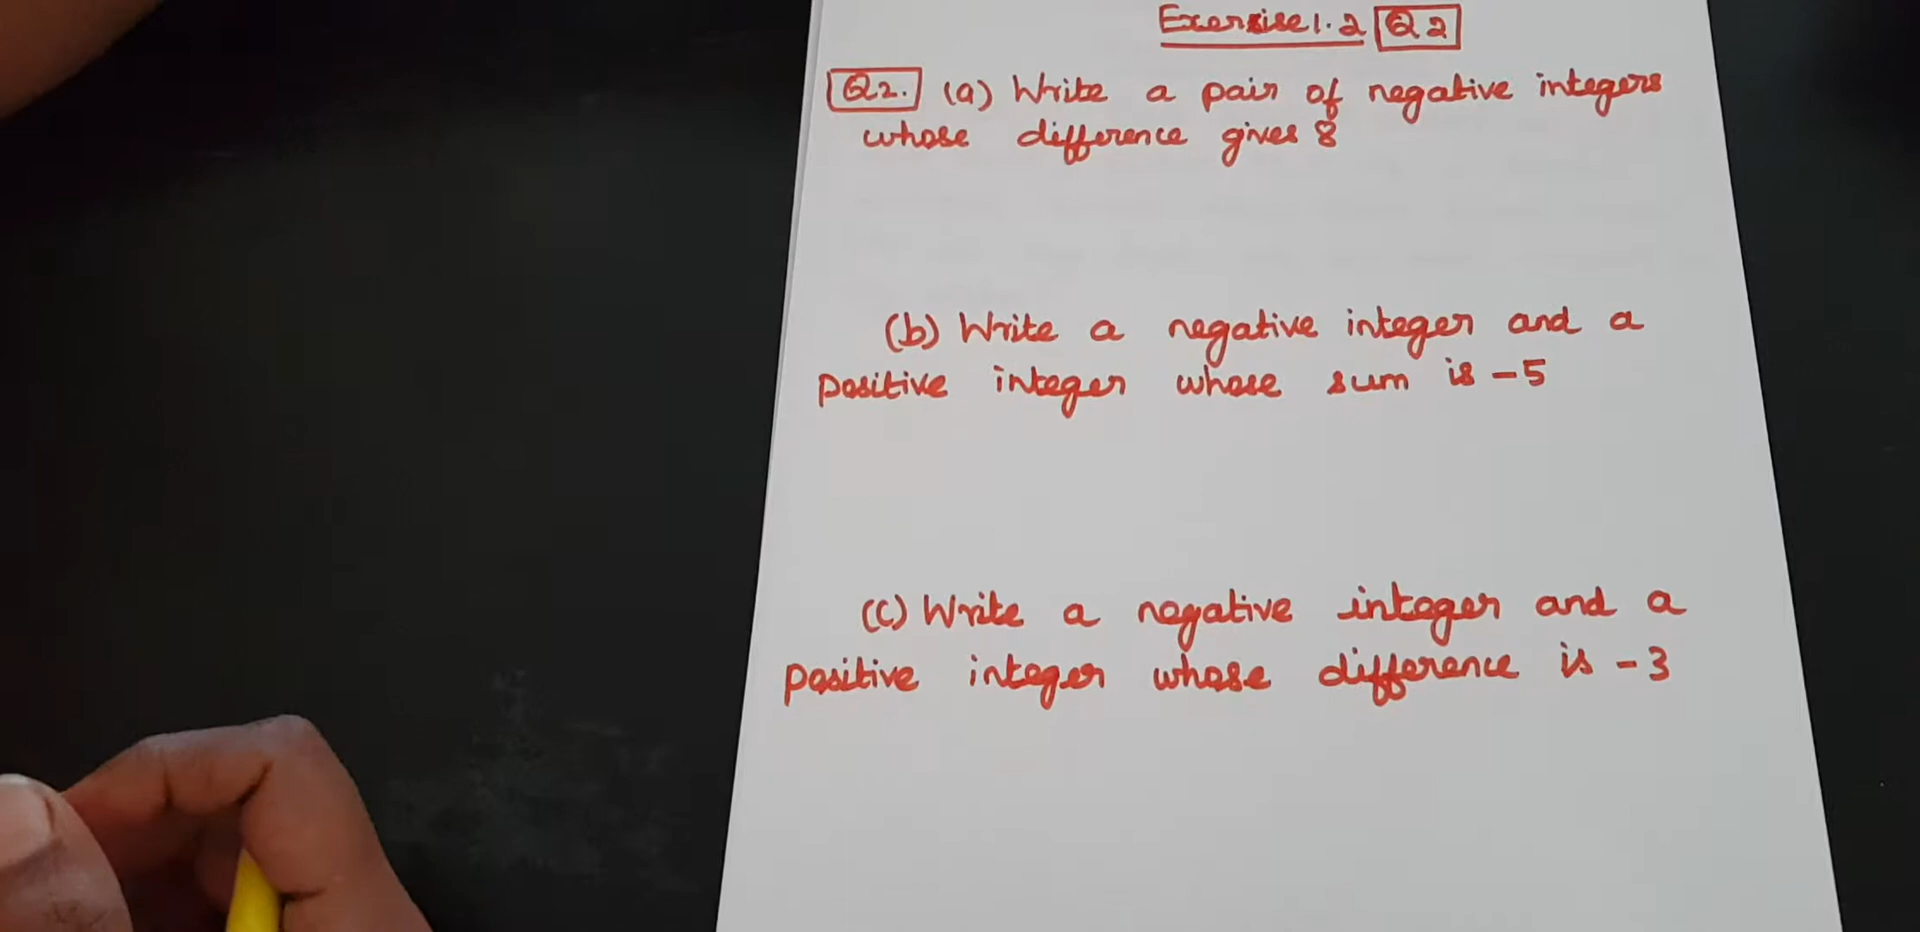 Exersise 1.2 Q2
Q2. (a) Write a pair of negative integers
whose difference gives 8
(b) Write a negative integer and a
positive integer whose sum is -5
(c) Write a negative integer and a
positive integer whose difference is -3